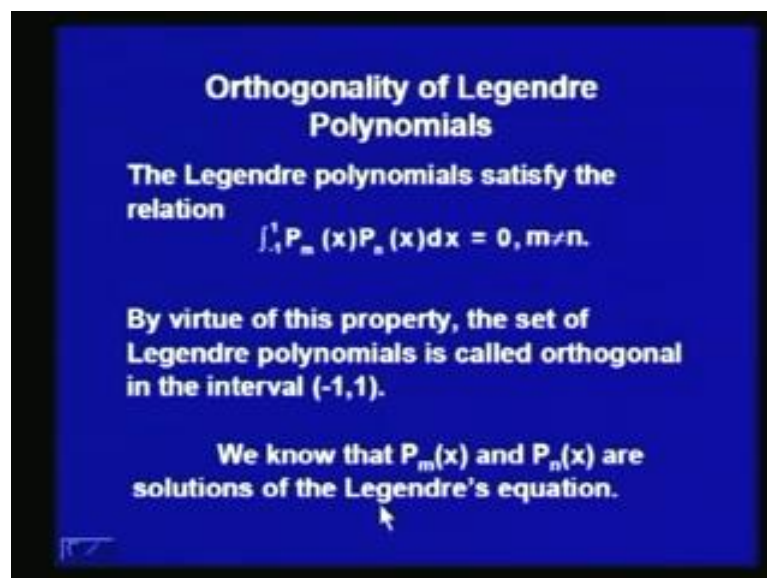 Orthogonality of Legendre
Polynomials
The Legendre polynomials satisfy the
relation
∫₋₁¹Pₘ (x)Pₙ (x)dx = 0, m≠n.
By virtue of this property, the set of
Legendre polynomials is called orthogonal
in the interval (-1,1).
We know that Pₘ(x) and Pₙ(x) are
solutions of the Legendre's equation.